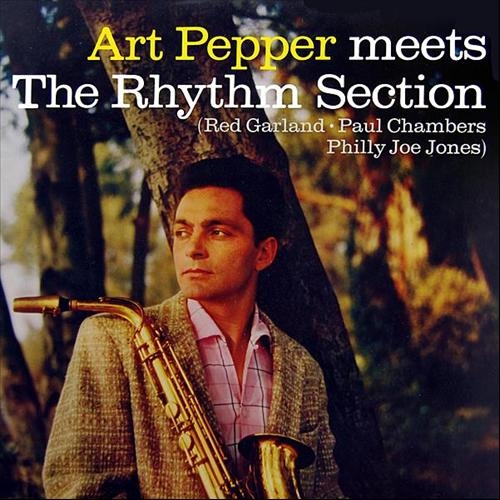 Art Pepper meets
The Rhythm Section
(Red Garland · Paul Chambers
Philly Joe Jones)